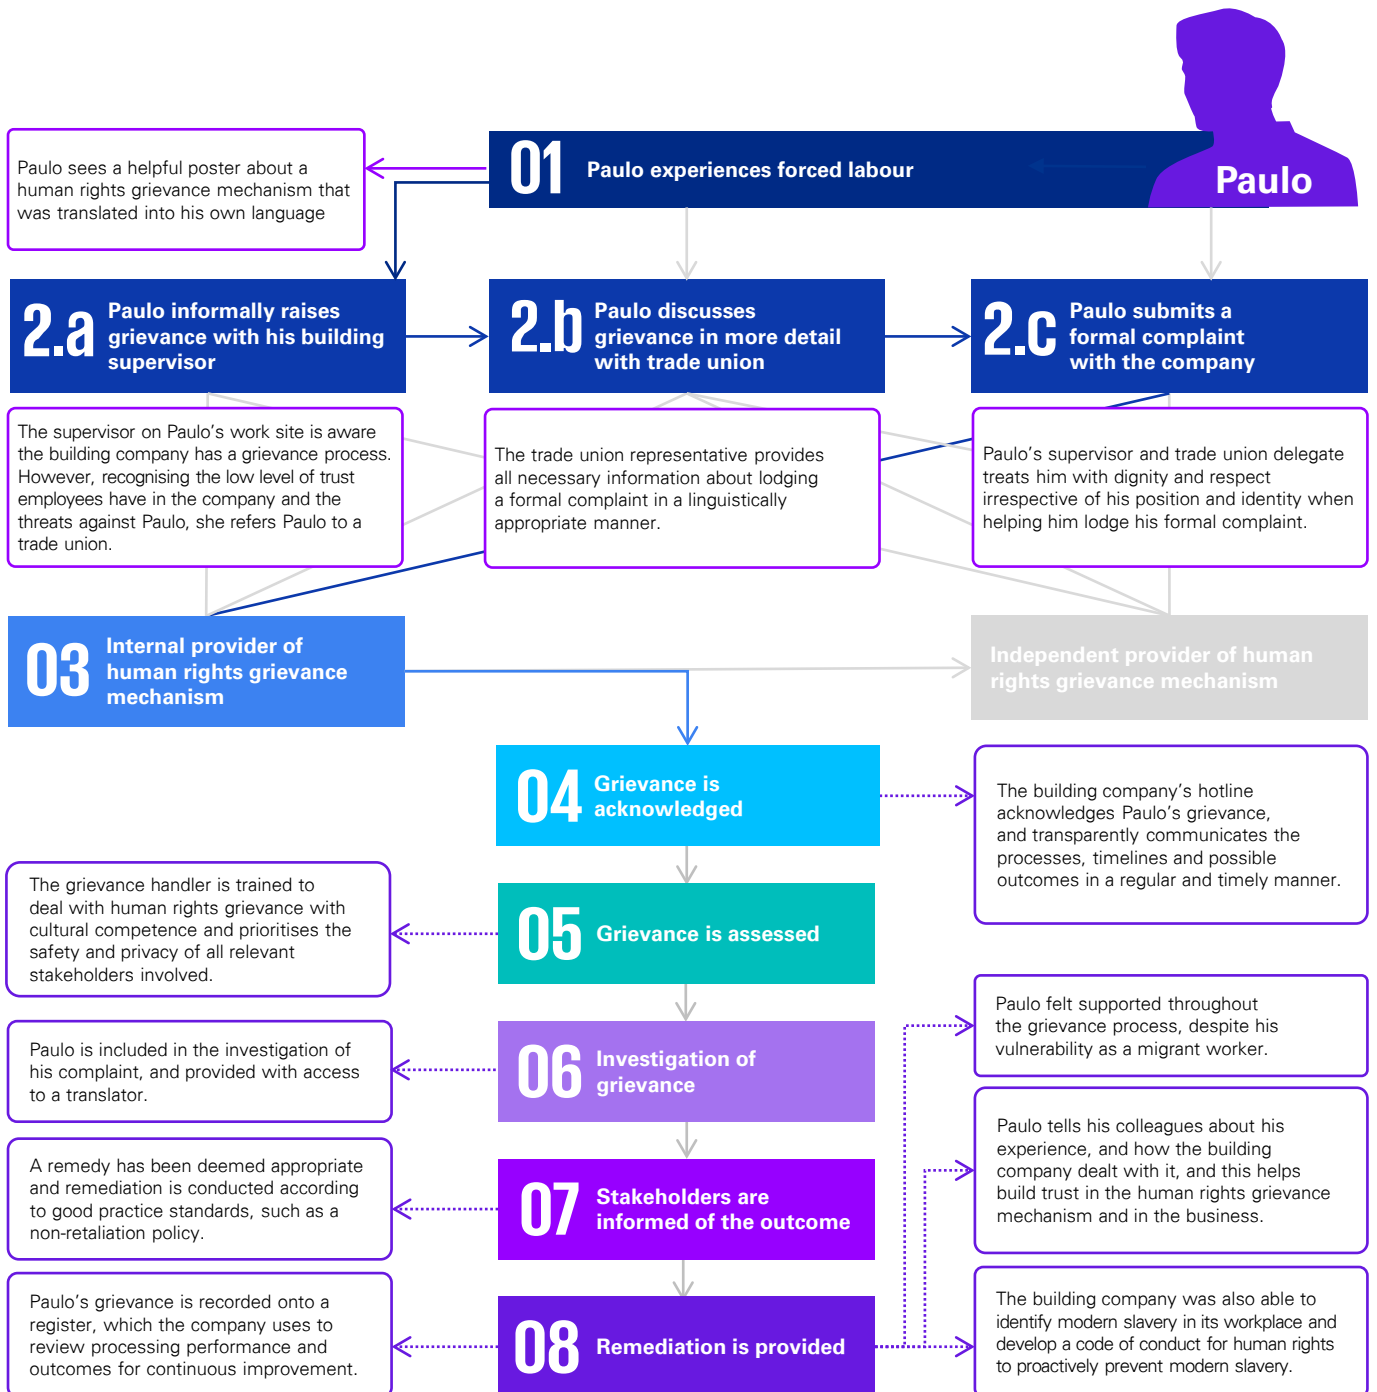 Paulo
01
Paulo experiences forced labour
Paulo sees a helpful poster about a
human rights grievance mechanism that
was translated into his own language
2.a
Paulo informally raises
grievance with his building
supervisor
2.b
Paulo discusses
grievance in more detail
with trade union
2.c
Paulo submits a
formal complaint
with the company
The supervisor on Paulo’s work site is aware
the building company has a grievance process.
However, recognising the low level of trust
employees have in the company and the
threats against Paulo, she refers Paulo to a
trade union.
The trade union representative provides
all necessary information about lodging
a formal complaint in a linguistically
appropriate manner.
Paulo’s supervisor and trade union delegate
treats him with dignity and respect
irrespective of his position and identity when
helping him lodge his formal complaint.
03
Internal provider of
human rights grievance
mechanism
Independent provider of human
rights grievance mechanism
04
Grievance is
acknowledged
The building company’s hotline
acknowledges Paulo’s grievance,
and transparently communicates the
processes, timelines and possible
outcomes in a regular and timely manner.
05
Grievance is assessed
The grievance handler is trained to
deal with human rights grievance with
cultural competence and prioritises the
safety and privacy of all relevant
stakeholders involved.
06
Investigation of
grievance
Paulo is included in the investigation of
his complaint, and provided with access
to a translator.
07
Stakeholders are
informed of the outcome
A remedy has been deemed appropriate
and remediation is conducted according
to good practice standards, such as a
non-retaliation policy.
08
Remediation is provided
Paulo’s grievance is recorded onto a
register, which the company uses to
review processing performance and
outcomes for continuous improvement.
Paulo felt supported throughout
the grievance process, despite his
vulnerability as a migrant worker.
Paulo tells his colleagues about his
experience, and how the building
company dealt with it, and this helps
build trust in the human rights grievance
mechanism and in the business.
The building company was also able to
identify modern slavery in its workplace and
develop a code of conduct for human rights
to proactively prevent modern slavery.